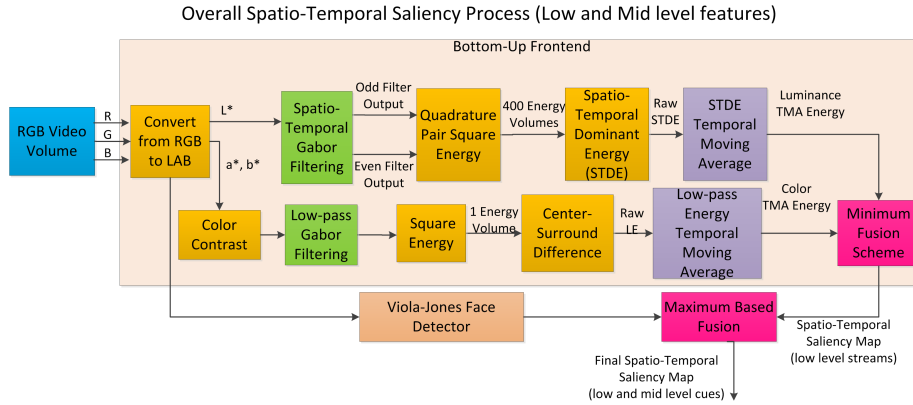 Overall Spatio-Temporal Saliency Process (Low and Mid level features)
Bottom-Up Frontend
RGB Video
Volume
R
G
B
Convert
from RGB
to LAB
L*
a*, b*
Spatio-
Temporal
Gabor
Filtering
Odd Filter
Output
Even Filter
Output
Quadrature
Pair Square
Energy
400 Energy
Volumes
Spatio-
Temporal
Dominant
Energy
(STDE)
Raw
STDE
STDE
Temporal
Moving
Average
Luminance
TMA Energy
Color
Contrast
Low-pass
Gabor
Filtering
Square
Energy
1 Energy
Volume
Center-
Surround
Difference
Raw
LE
Low-pass
Energy
Temporal
Moving
Average
Color
TMA Energy
Minimum
Fusion
Scheme
Viola-Jones Face
Detector
Maximum Based
Fusion
Spatio-Temporal
Saliency Map
(low level streams)
Final Spatio-Temporal
Saliency Map
(low and mid level cues)